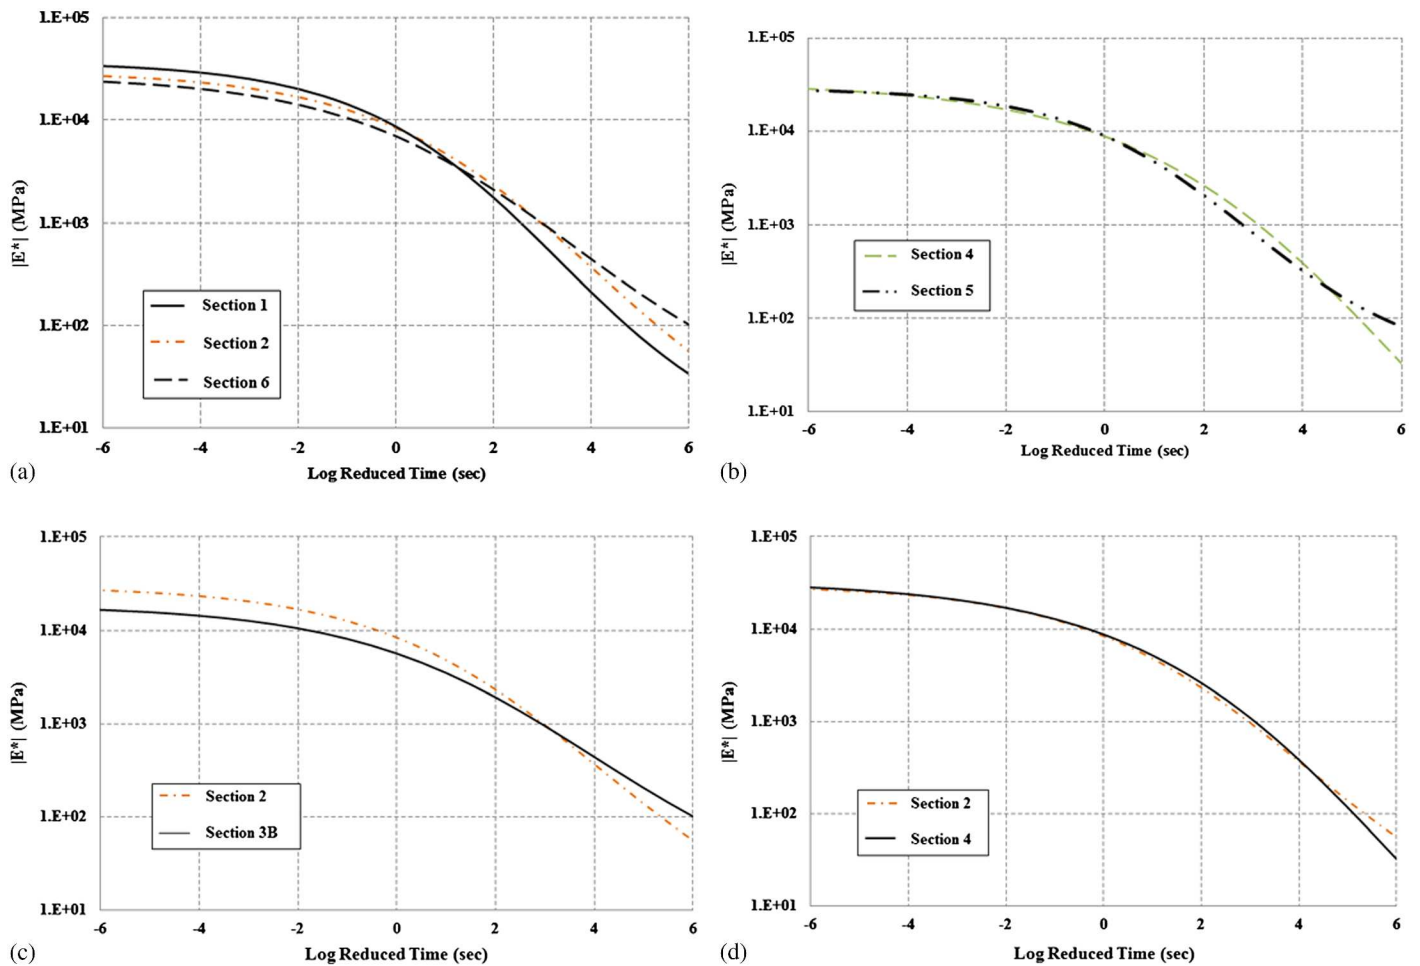 1.E+05
1.E+04
1.E+03
1.E+02
1.E+01
|E*| (MPa)
Section 1
Section 2
Section 6
-6 -4 -2 0 2 4 6
Log Reduced Time (sec)
(a)
1.E+05
1.E+04
1.E+03
1.E+02
1.E+01
|E*| (MPa)
Section 4
Section 5
-6 -4 -2 0 2 4 6
Log Reduced Time (sec)
(b)
1.E+05
1.E+04
1.E+03
1.E+02
1.E+01
|E*| (MPa)
Section 2
Section 3B
-6 -4 -2 0 2 4 6
Log Reduced Time (sec)
(c)
1.E+05
1.E+04
1.E+03
1.E+02
1.E+01
|E*| (MPa)
Section 2
Section 4
-6 -4 -2 0 2 4 6
Log Reduced Time (sec)
(d)